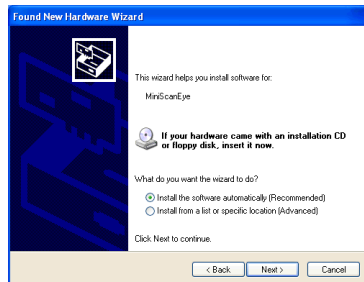 Found New Hardware Wizard
This wizard helps you install software for:
MiniScanEye
If your hardware came with an installation CD
or floppy disk, insert it now.
What do you want the wizard to do?
Install the software automatically (Recommended)
Install from a list or specific location (Advanced)
Click Next to continue.
< Back Next > Cancel